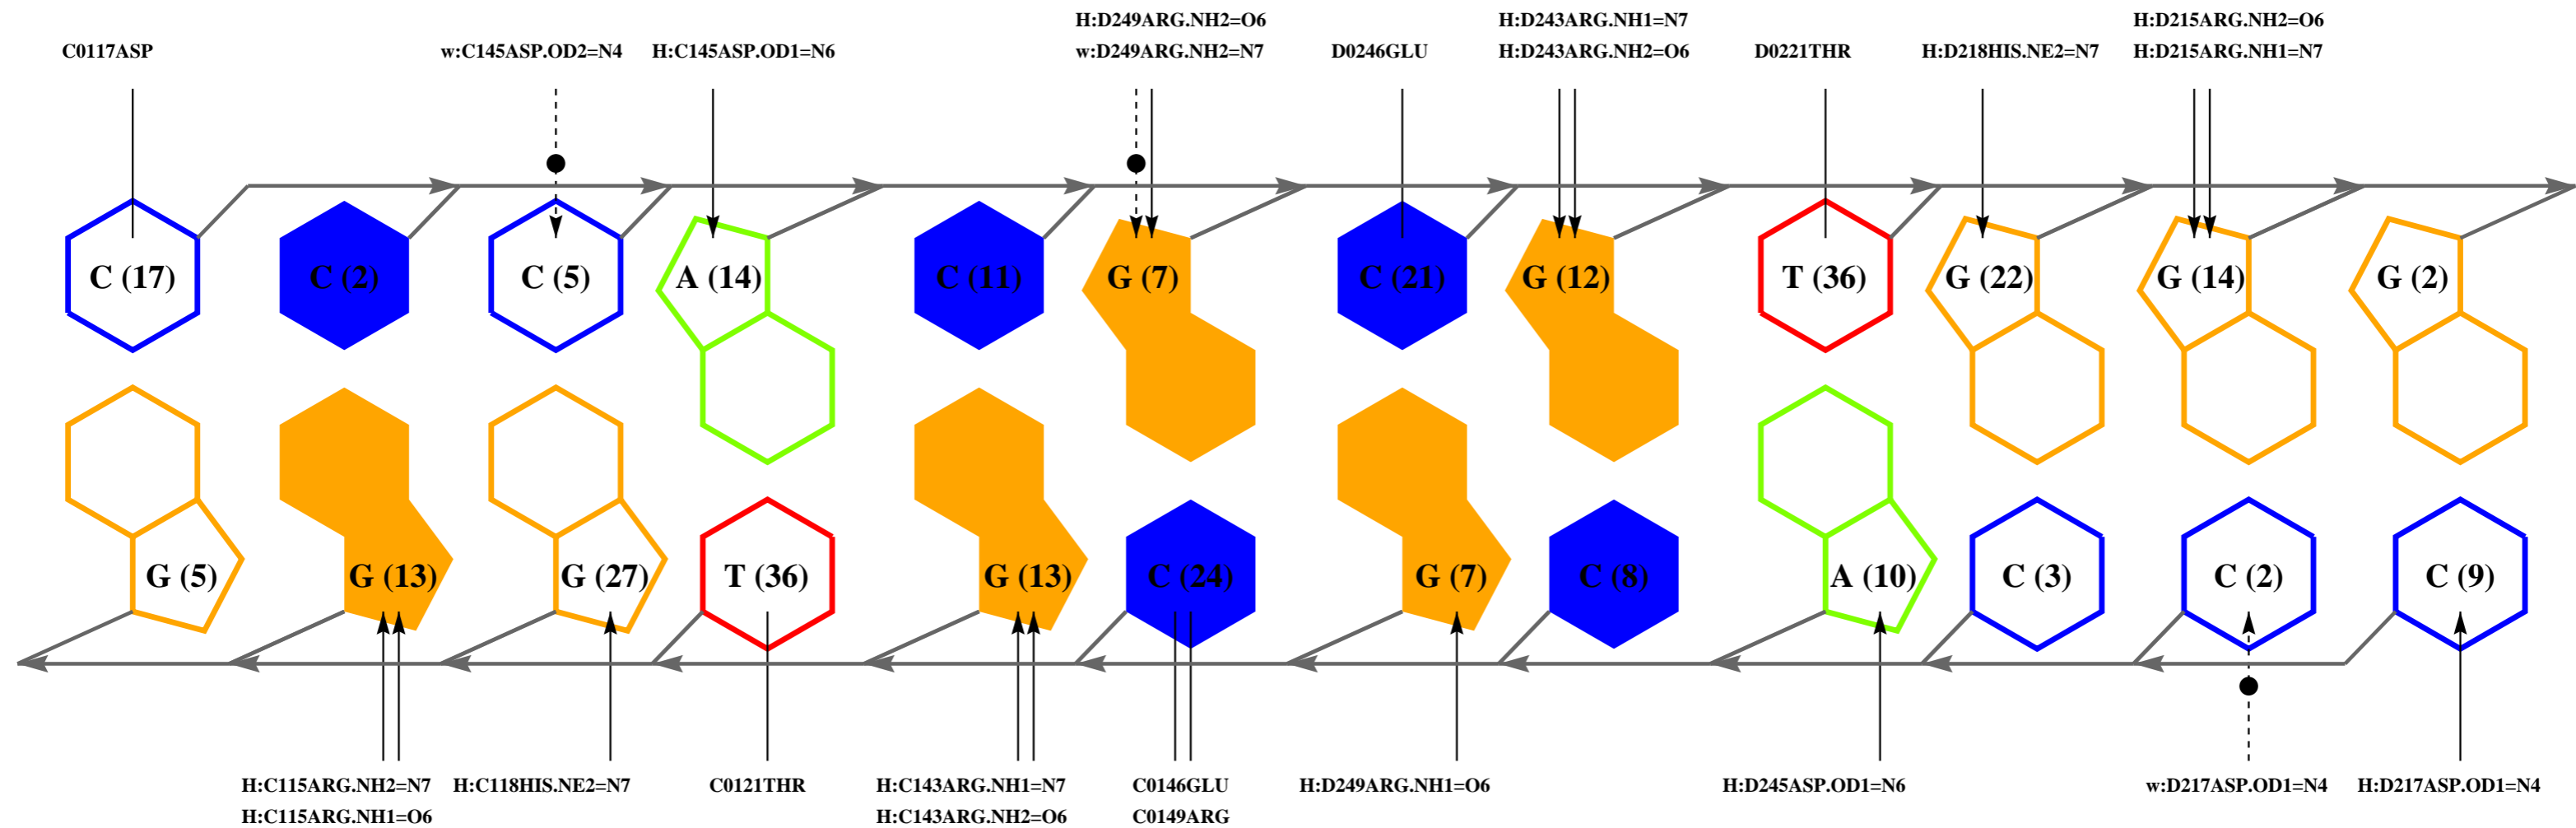 H:D249ARG.NH2=O6 H:D243ARG.NH1=N7 H:D215ARG.NH2=O6
C0117ASP w:C145ASP.OD2=N4 H:C145ASP.OD1=N6 w:D249ARG.NH2=N7 D0246GLU H:D243ARG.NH2=O6 D0221THR H:D218HIS.NE2=N7 H:D215ARG.NH1=N7
C (17) C (2) C (5) A (14) C (11) G (7) C (21) G (12) T (36) G (22) G (14) G (2)
G (5) G (13) G (27) T (36) G (13) C (24) G (7) C (8) A (10) C (3) C (2) C (9)
H:C115ARG.NH2=N7 H:C118HIS.NE2=N7 C0121THR H:C143ARG.NH1=N7 C0146GLU H:D249ARG.NH1=O6 H:D245ASP.OD1=N6 w:D217ASP.OD1=N4 H:D217ASP.OD1=N4
H:C115ARG.NH1=O6 H:C143ARG.NH2=O6 C0149ARG